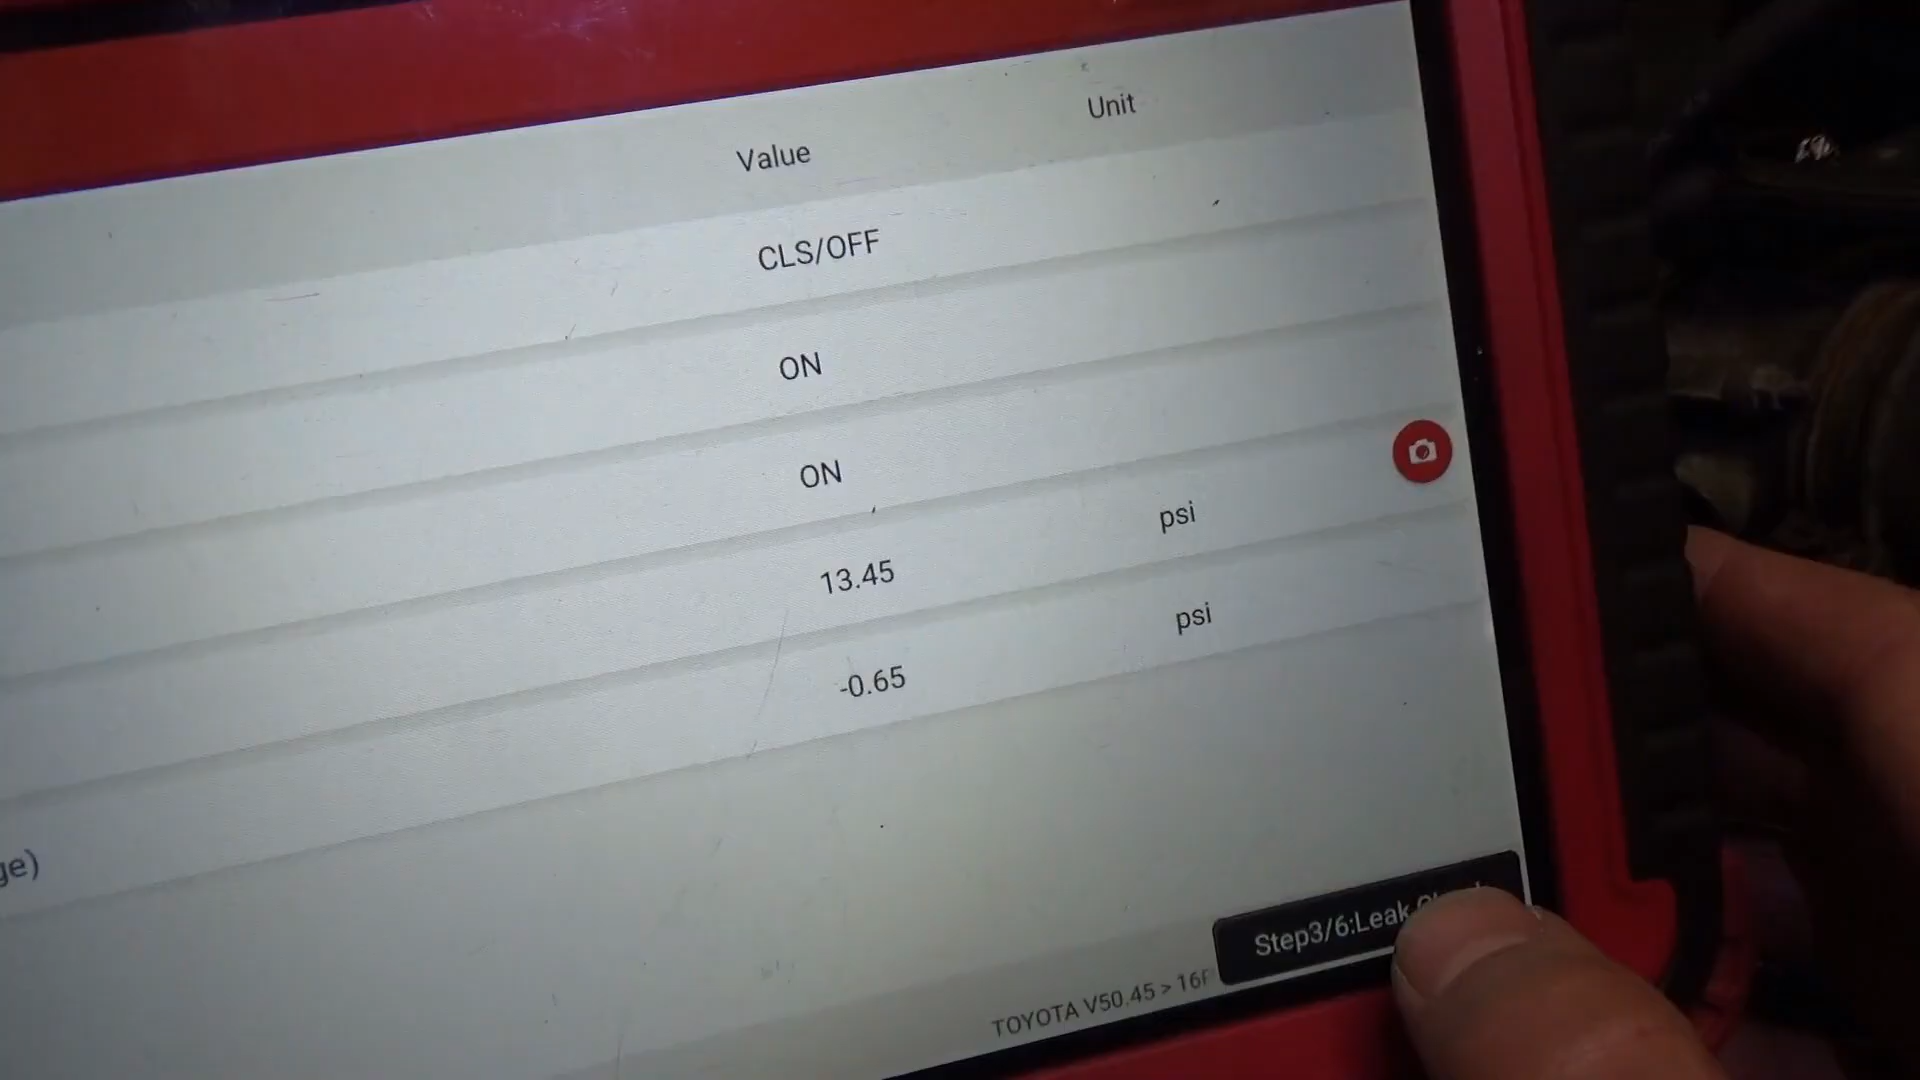 Value Unit
CLS/OFF
ON
ON
13.45 psi
-0.65 psi
ge)
Step3/6:Leak
TOYOTA V50.45 > 16